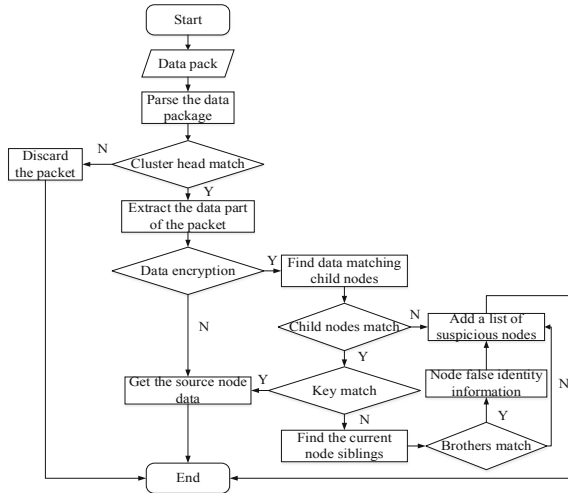 Start
Data pack
Parse the data
package
N
Cluster head match
Discard
the packet
Y
Extract the data part
of the packet
Data encryption
Y
Find data matching
child nodes
N
Child nodes match
N
Add a list of
suspicious nodes
Y
Get the source node
data
Y
Key match
Node false identity
information
N
N
Find the current
node siblings
Y
Brothers match
End